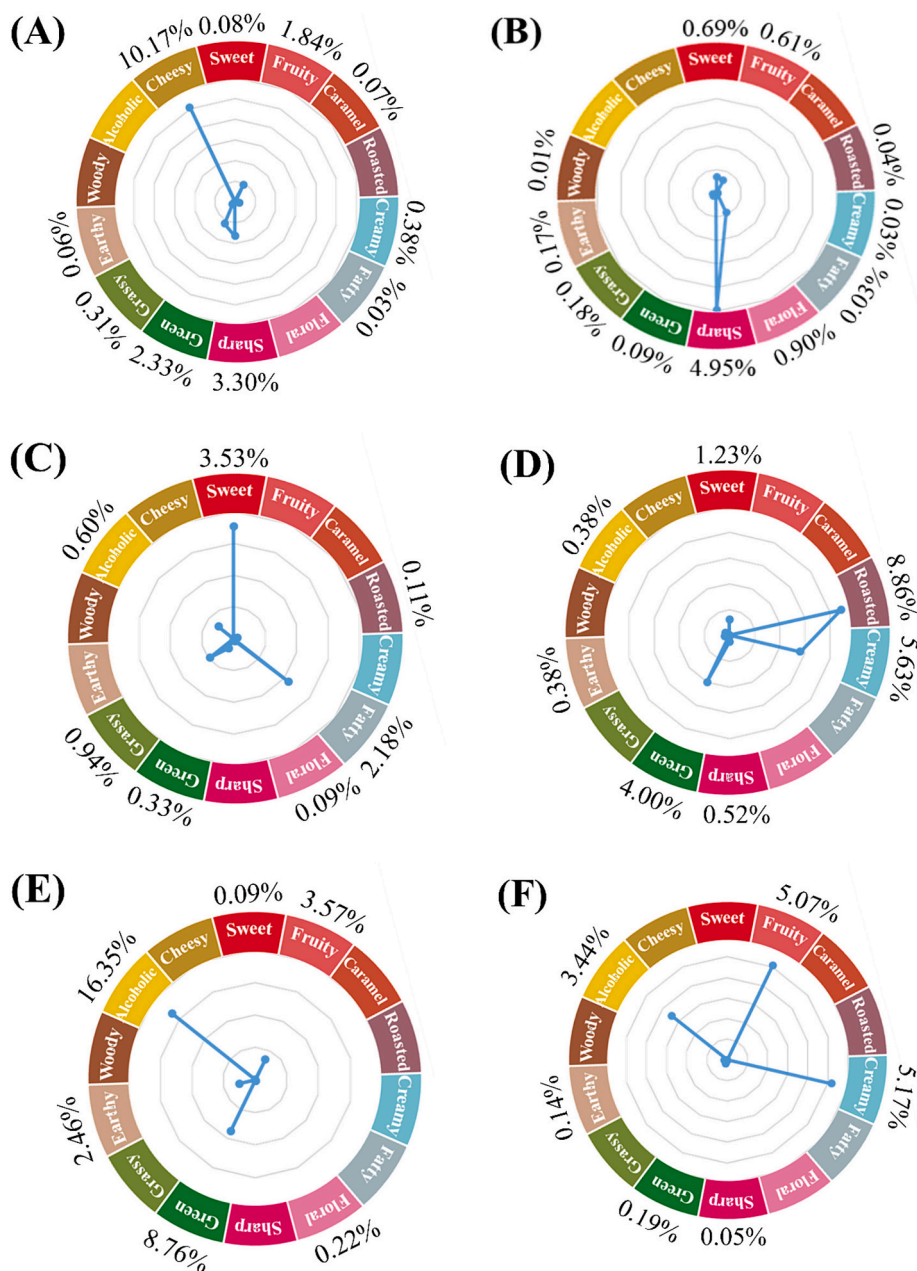 (A)
10.17%
0.08%
1.84%
0.07%
0.38%
0.03%
3.30%
2.33%
0.31%
0.06%
Sweet
Fruity
Caramel
Roasted
Creamy
Fatty
Floral
Sharp
Green
Grassy
Earthy
Woody
Alcoholic
Cheesy
(B)
0.69%
0.61%
0.04%
0.03%
0.03%
0.90%
4.95%
0.09%
0.18%
0.17%
0.01%
Sweet
Fruity
Caramel
Roasted
Creamy
Fatty
Floral
Sharp
Green
Grassy
Earthy
Woody
Alcoholic
Cheesy
(C)
3.53%
0.11%
2.18%
0.09%
0.33%
0.94%
0.60%
Sweet
Fruity
Caramel
Roasted
Creamy
Fatty
Floral
Sharp
Green
Grassy
Earthy
Woody
Alcoholic
Cheesy
(D)
1.23%
8.86%
5.63%
0.52%
4.00%
0.38%
0.38%
Sweet
Fruity
Caramel
Roasted
Creamy
Fatty
Floral
Sharp
Green
Grassy
Earthy
Woody
Alcoholic
Cheesy
(E)
0.09%
3.57%
0.22%
8.76%
2.46%
16.35%
Sweet
Fruity
Caramel
Roasted
Creamy
Fatty
Floral
Sharp
Green
Grassy
Earthy
Woody
Alcoholic
Cheesy
(F)
5.07%
5.17%
0.05%
0.19%
0.14%
3.44%
Sweet
Fruity
Caramel
Roasted
Creamy
Fatty
Floral
Sharp
Green
Grassy
Earthy
Woody
Alcoholic
Cheesy